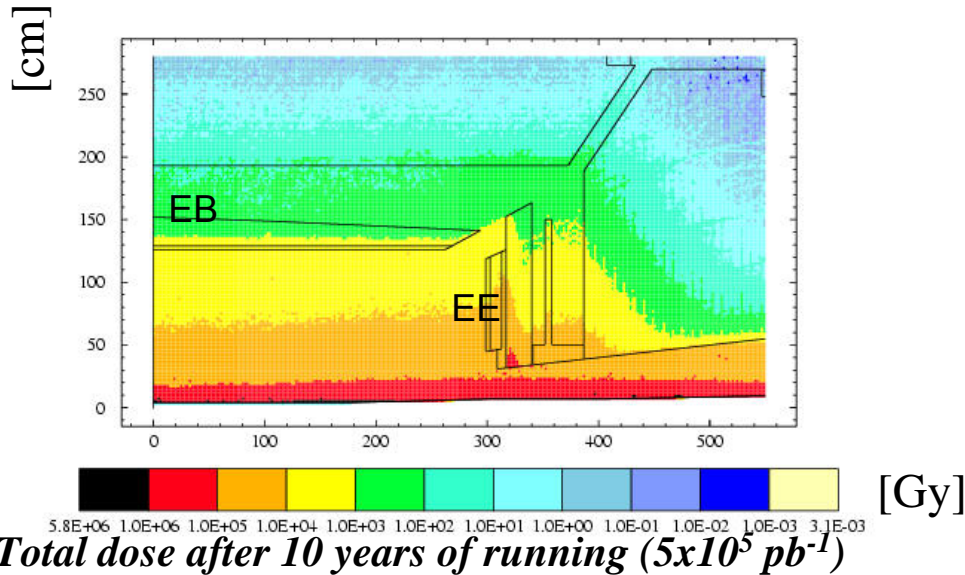 [cm]
250
200
150
100
50
0
EB
EE
0 100 200 300 400 500
[Gy]
5.8E+06 1.0E+06 1.0E+05 1.0E+04 1.0E+03 1.0E+02 1.0E+01 1.0E+00 1.0E-01 1.0E-02 1.0E-03 3.1E-03
Total dose after 10 years of running (5x10⁵ pb⁻¹)